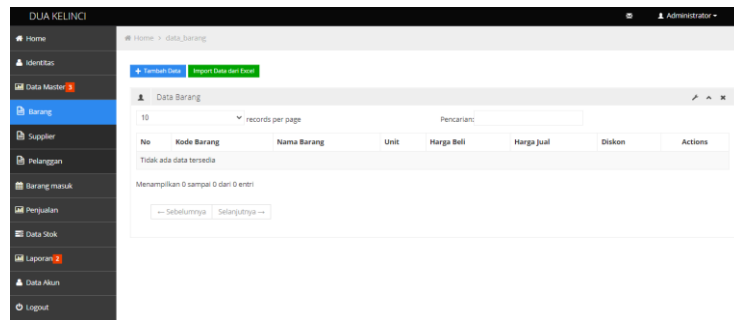 DUA KELINCI
Administrator
Home
Home > data_barang
Identitas
Tambah Data
Import Data dari Excel
Data Master 3
Data Barang
Barang
10 records per page
Pencarian:
Supplier
No Kode Barang Nama Barang Unit Harga Beli Harga Jual Diskon Actions
Pelanggan
Tidak ada data tersedia
Barang masuk
Menampilkan 0 sampai 0 dari 0 entri
Penjualan
← Sebelumnya Selanjutnya →
Data Stok
Laporan 2
Data Akun
Logout